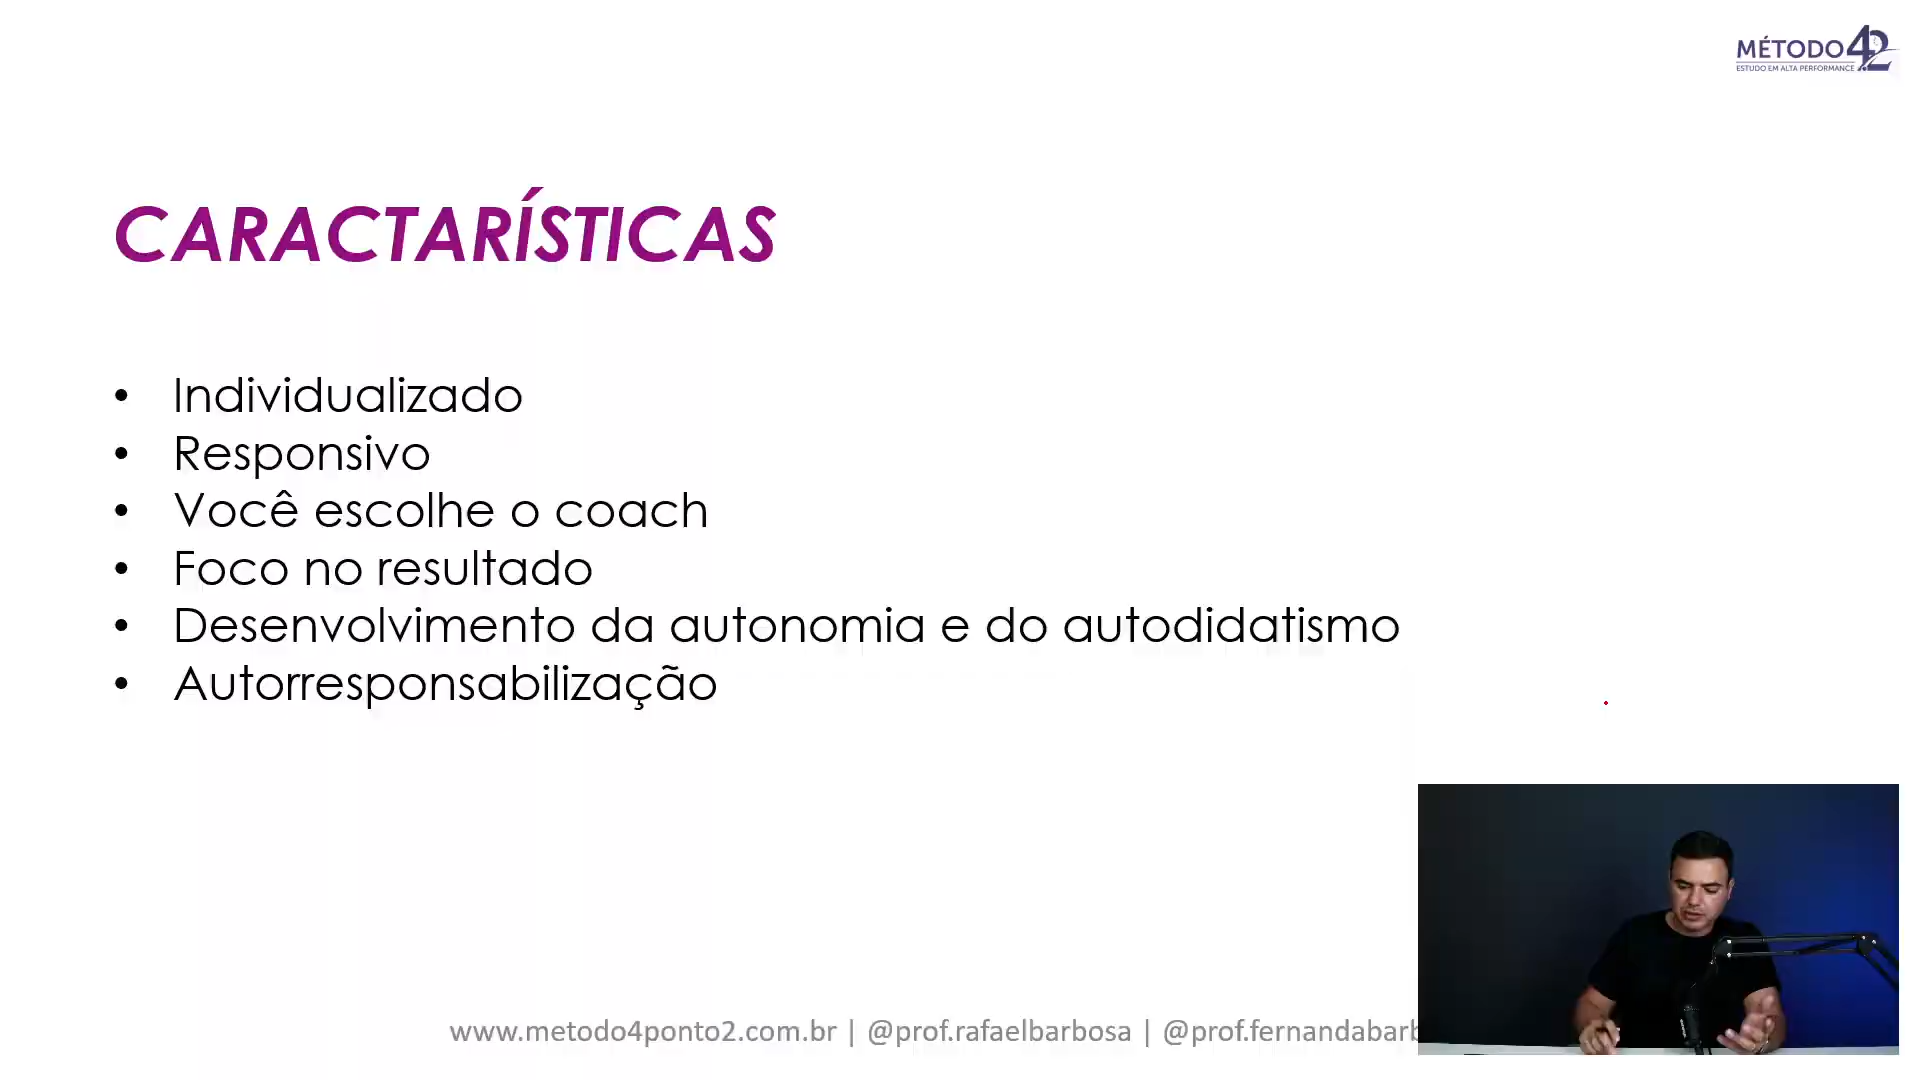 MÉTODO 4.2
ESTUDO EM ALTA PERFORMANCE
CARACTARÍSTICAS
• Individualizado
• Responsivo
• Você escolhe o coach
• Foco no resultado
• Desenvolvimento da autonomia e do autodidatismo
• Autorresponsabilização
www.metodo4ponto2.com.br | @prof.rafaelbarbosa | @prof.fernandabarb